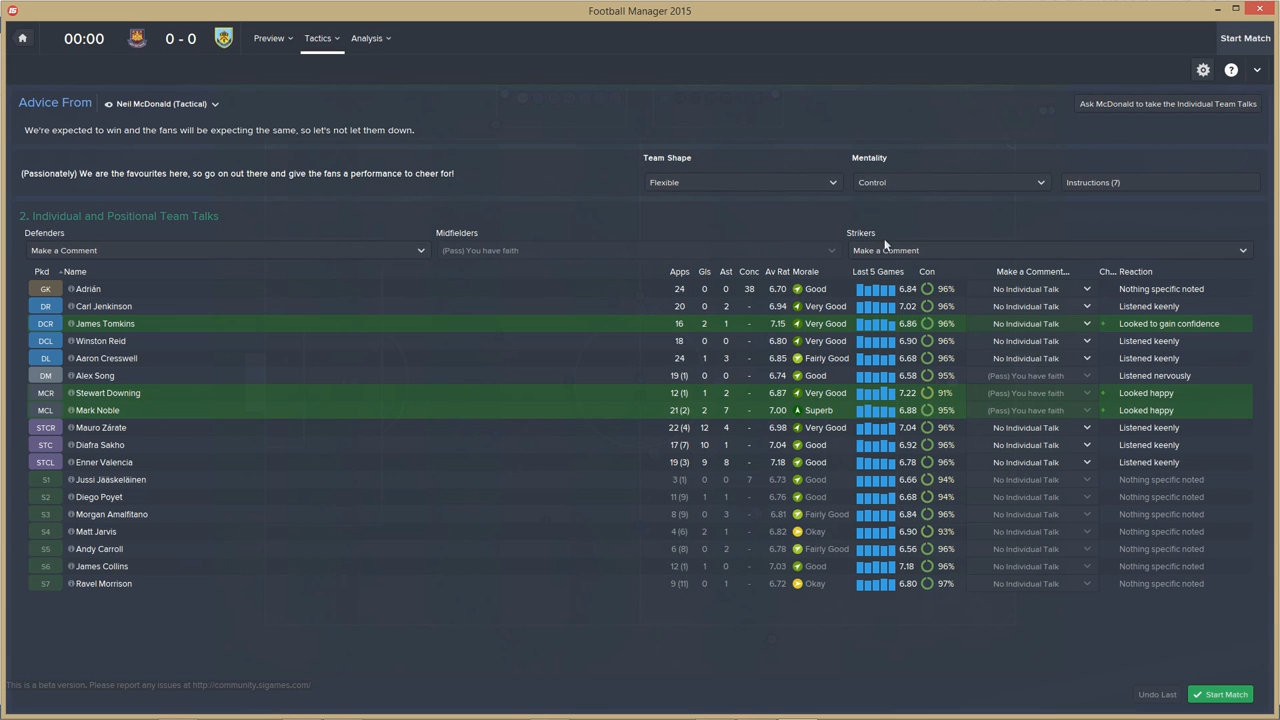 Football Manager 2015
00:00 0 - 0 Preview Tactics Analysis Start Match
Advice From Neil McDonald (Tactical) Ask McDonald to take the Individual Team Talks
We're expected to win and the fans will be expecting the same, so let's not let them down.
Team Shape Mentality
(Passionately) We are the favourites here, so go on out there and give the fans a performance to cheer for!
Flexible Control Instructions (7)
2. Individual and Positional Team Talks
Defenders Midfielders Strikers
Make a Comment (Pass) You have faith Make a Comment
Pkd Name Apps Gls Ast Conc Av Rat Morale Last 5 Games Con Make a Comment... Ch... Reaction
GK Adrián 24 0 0 38 6.70 Good 6.84 96% No Individual Talk Nothing specific noted
DR Carl Jenkinson 20 0 2 - 6.94 Very Good 7.02 96% No Individual Talk Listened keenly
DCR James Tomkins 16 2 1 - 7.15 Very Good 6.86 96% No Individual Talk + Looked to gain confidence
DCL Winston Reid 18 0 0 - 6.80 Very Good 6.90 96% No Individual Talk Listened keenly
DL Aaron Cresswell 24 1 3 - 6.85 Fairly Good 6.68 96% No Individual Talk Listened keenly
DM Alex Song 19 (1) 0 0 - 6.74 Good 6.58 95% (Pass) You have faith Listened nervously
MCR Stewart Downing 12 (1) 1 2 - 6.87 Very Good 7.22 91% (Pass) You have faith + Looked happy
MCL Mark Noble 21 (2) 2 7 - 7.00 Superb 6.88 95% (Pass) You have faith + Looked happy
STCR Mauro Zárate 22 (4) 12 4 - 6.98 Very Good 7.04 96% No Individual Talk Listened keenly
STC Diafra Sakho 17 (7) 10 1 - 7.04 Good 6.92 96% No Individual Talk Listened keenly
STCL Enner Valencia 19 (3) 9 8 - 7.18 Good 6.78 96% No Individual Talk Listened keenly
S1 Jussi Jääskeläinen 3 (1) 0 0 7 6.73 Good 6.66 94% No Individual Talk Nothing specific noted
S2 Diego Poyet 11 (9) 1 1 - 6.76 Good 6.68 94% No Individual Talk Nothing specific noted
S3 Morgan Amalfitano 8 (9) 0 3 - 6.81 Fairly Good 6.84 96% No Individual Talk Nothing specific noted
S4 Matt Jarvis 4 (6) 2 1 - 6.82 Okay 6.90 93% No Individual Talk Nothing specific noted
S5 Andy Carroll 6 (8) 0 2 - 6.78 Fairly Good 6.56 96% No Individual Talk Nothing specific noted
S6 James Collins 12 (1) 1 0 - 7.03 Good 7.18 96% No Individual Talk Nothing specific noted
S7 Ravel Morrison 9 (11) 0 1 - 6.72 Okay 6.80 97% No Individual Talk Nothing specific noted
This is a beta version. Please report any issues at http://community.sigames.com/
Undo Last Start Match